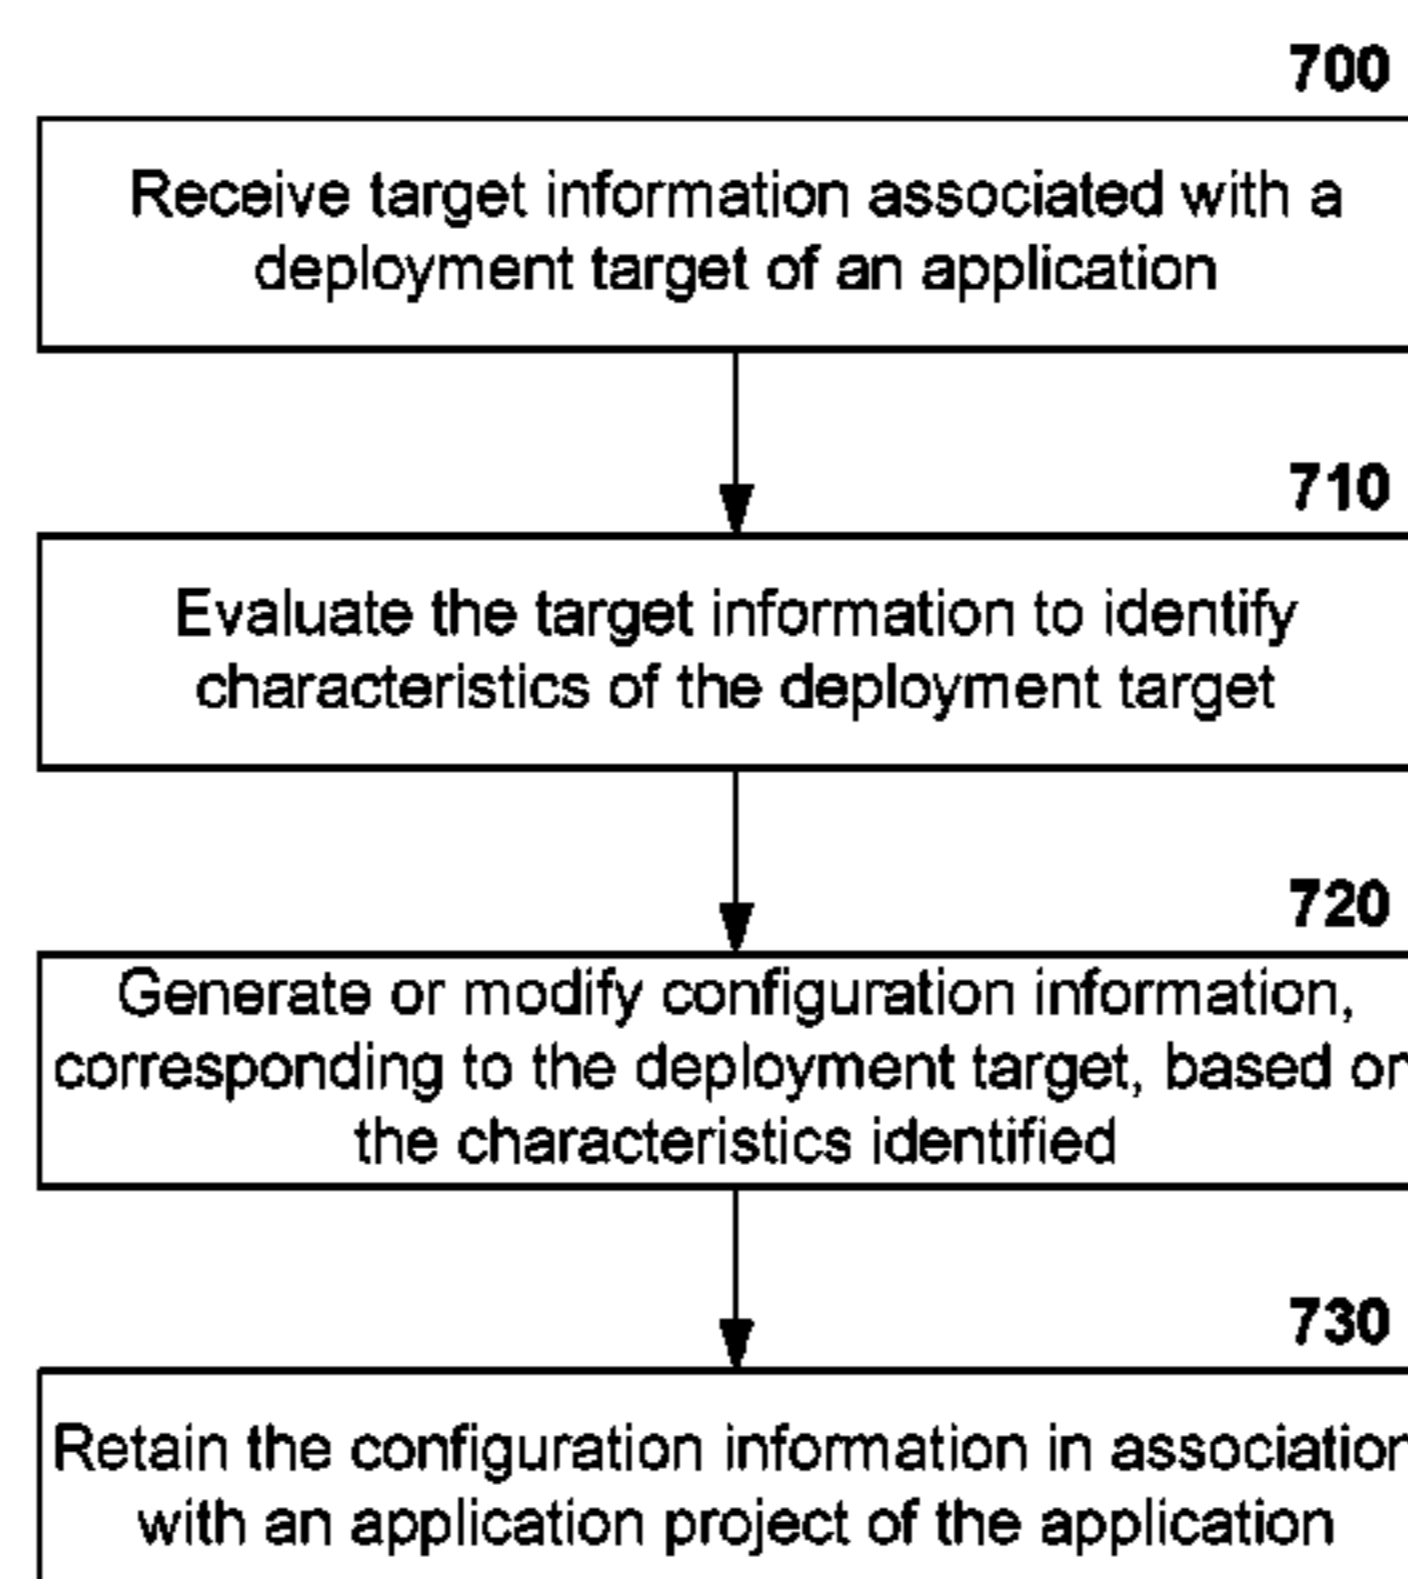 700
Receive target information associated with a
deployment target of an application
710
Evaluate the target information to identify
characteristics of the deployment target
720
Generate or modify configuration information,
corresponding to the deployment target, based on
the characteristics identified
730
Retain the configuration information in association
with an application project of the application